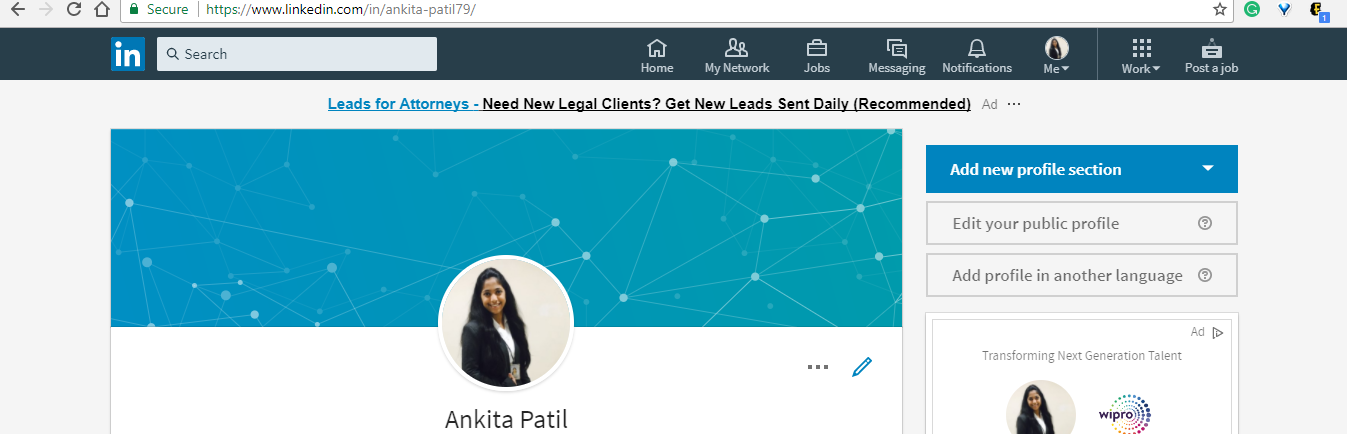 Secure https://www.linkedin.com/in/ankita-patil79/
1
in Search Home My Network Jobs Messaging Notifications Me Work Post a job
Leads for Attorneys - Need New Legal Clients? Get New Leads Sent Daily (Recommended) Ad
Add new profile section
Edit your public profile
Add profile in another language
Ad
Transforming Next Generation Talent
wipro
Ankita Patil